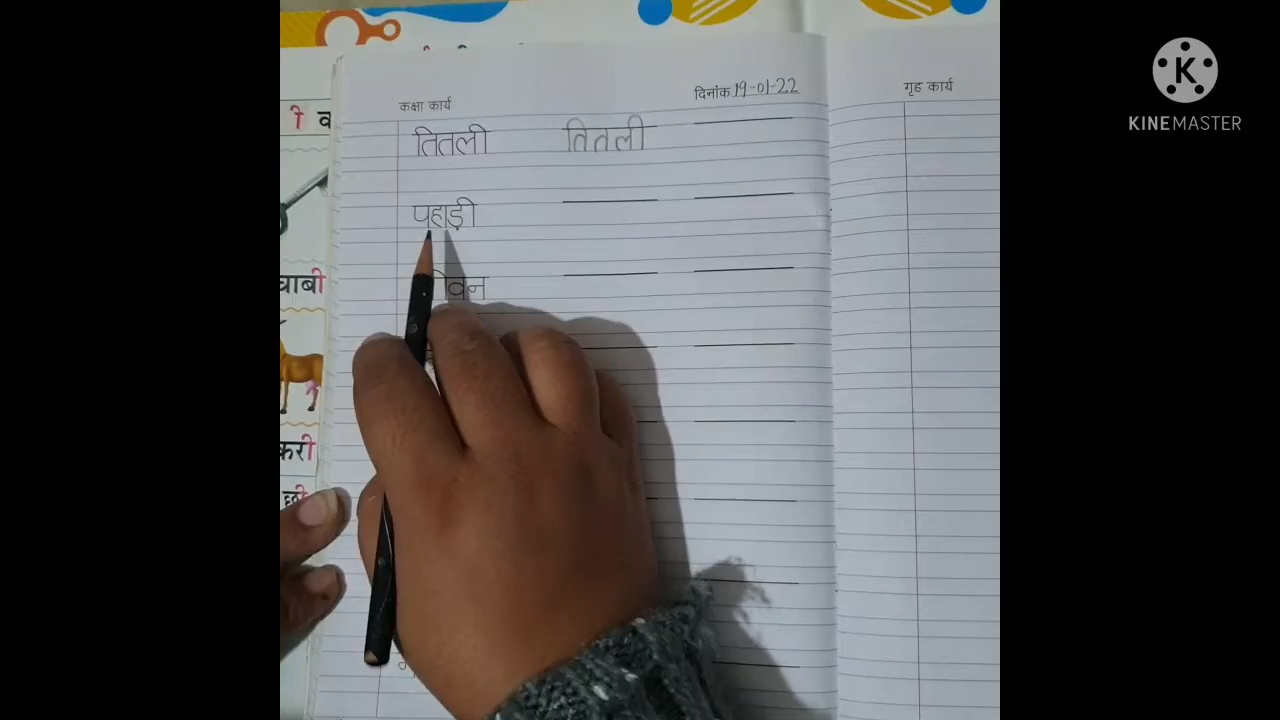 KINEMASTER
कक्षा कार्य
दिनांक 19-01-22
गृह कार्य
तितली तितली
पहाड़ी
चाबी